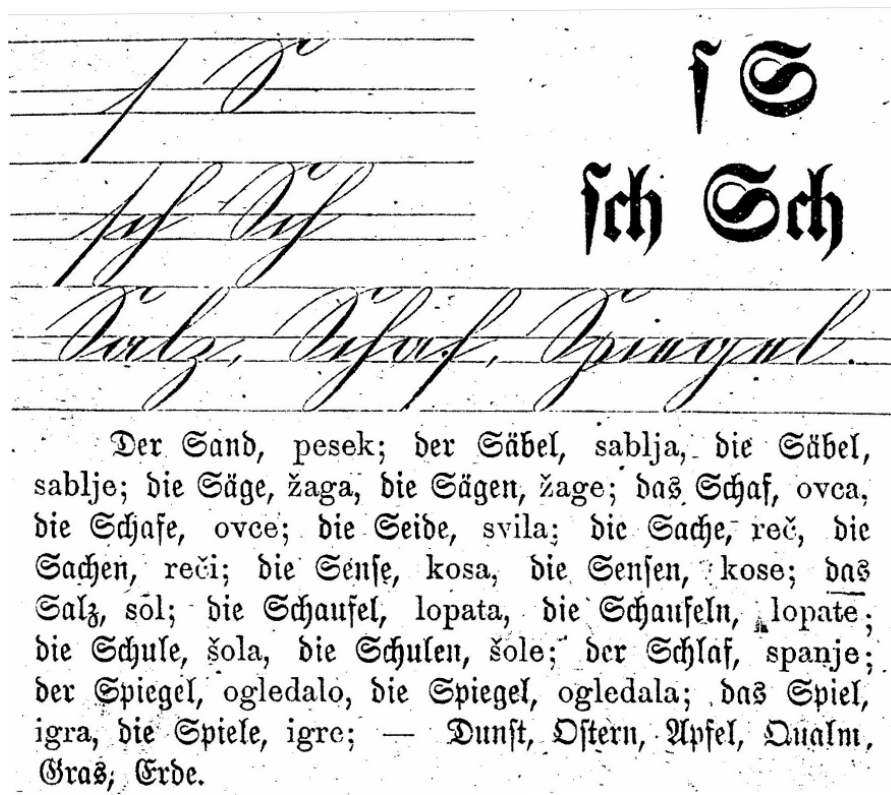 ſ S
ſ S
ſch Sch
ſch Sch
Salz, Schaf, Spiegel.
Der Sand, pesek; der Säbel, sablja, die Säbel,
sablje; die Säge, žaga, die Sägen, žage; das Schaf, ovca,
die Schafe, ovce; die Seide, svila; die Sache, reč, die
Sachen, reči; die Senſe, kosa, die Senſen, kose; das
Salz, sol; die Schaufel, lopata, die Schaufeln, lopate;
die Schule, šola, die Schulen, šole; der Schlaf, spanje;
der Spiegel, ogledalo, die Spiegel, ogledala; das Spiel,
igra, die Spiele, igre; — Dunſt, Oſtern, Apfel, Qualm,
Gras, Erde.